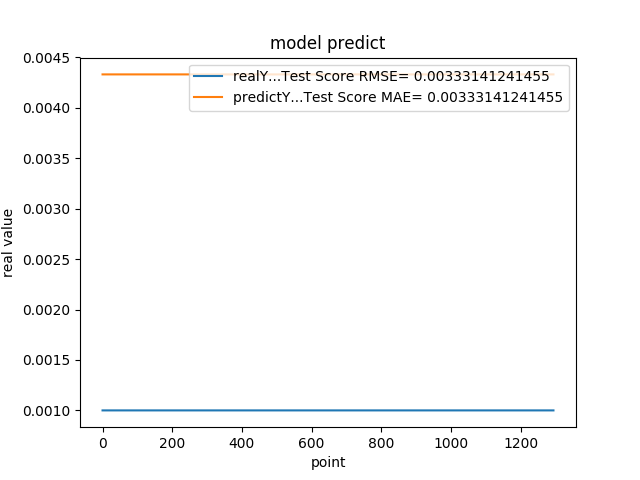 model predict
realY...Test Score RMSE= 0.00333141241455
predictY...Test Score MAE= 0.00333141241455
real value
0.0045
0.0040
0.0035
0.0030
0.0025
0.0020
0.0015
0.0010
0 200 400 600 800 1000 1200
point